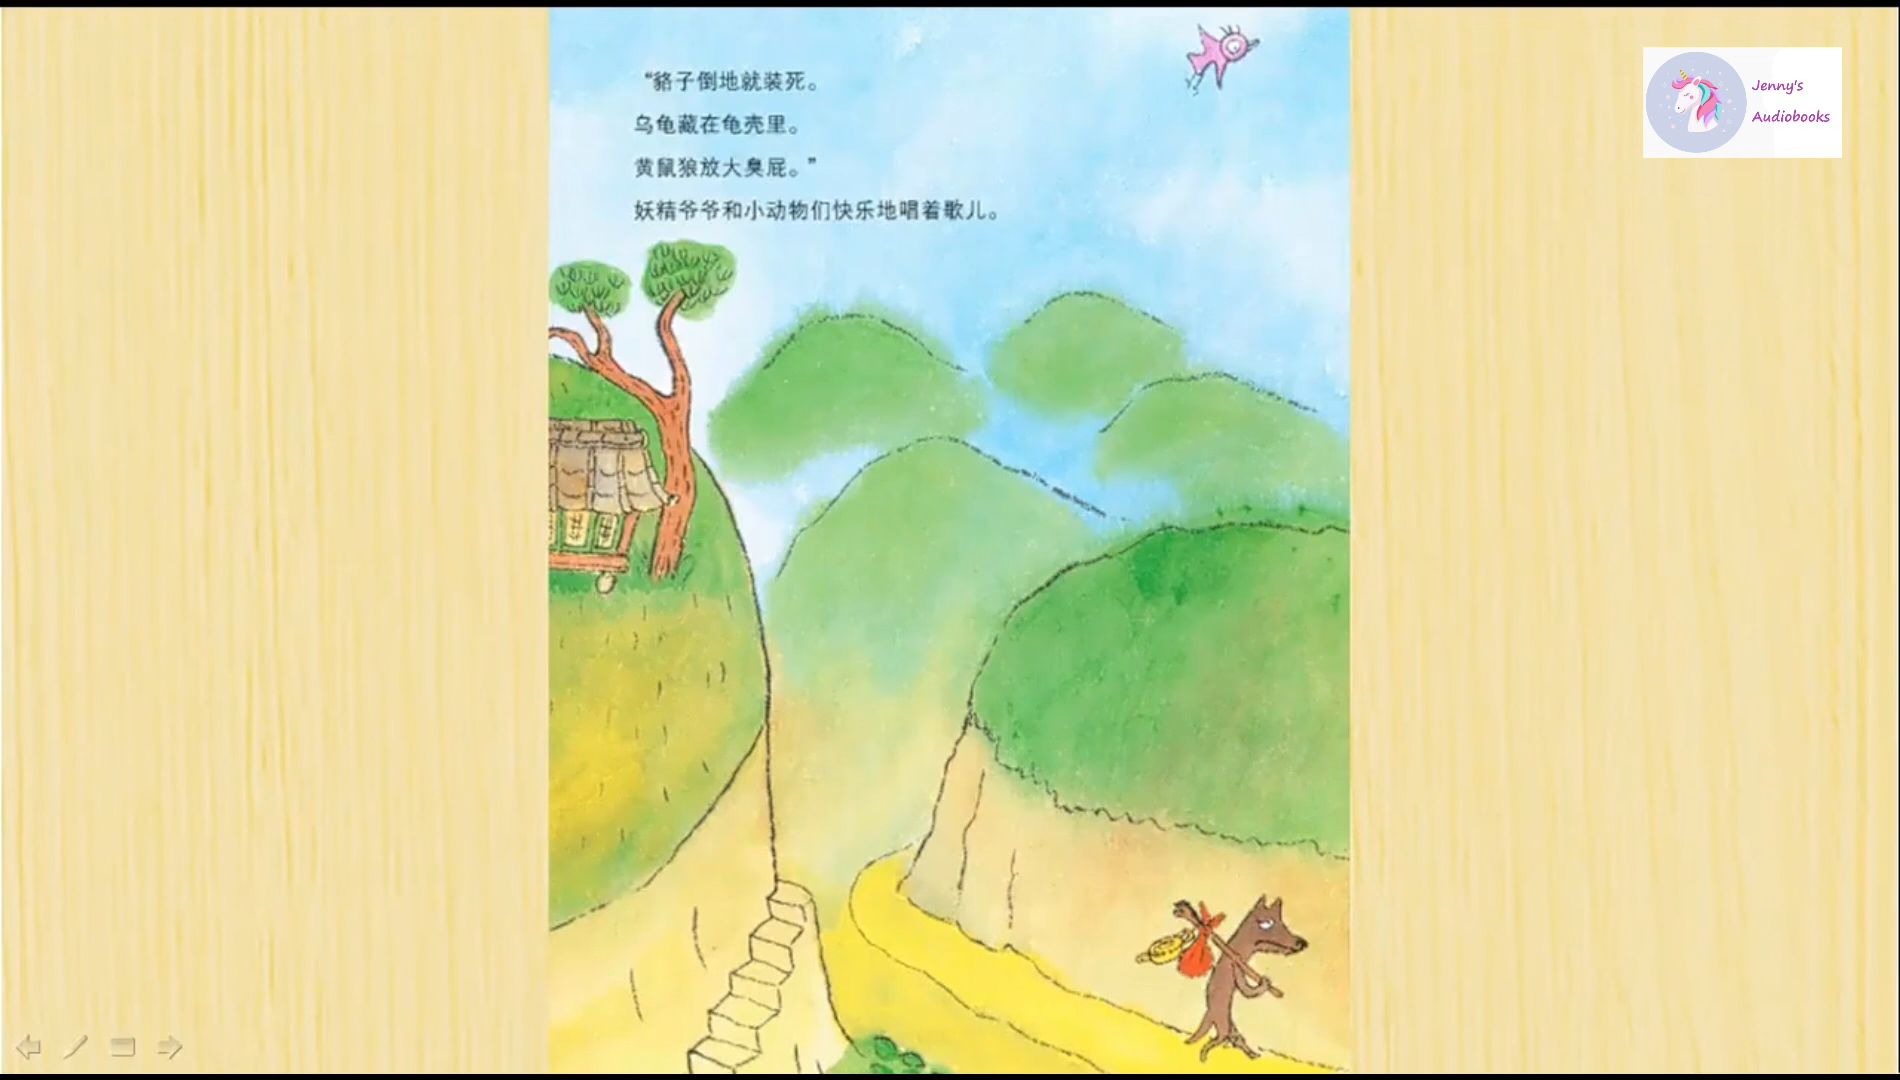 “貉子倒地就装死。
乌龟藏在龟壳里。
黄鼠狼放大臭屁。”
妖精爷爷和小动物们快乐地唱着歌儿。
Jenny's
Audiobooks